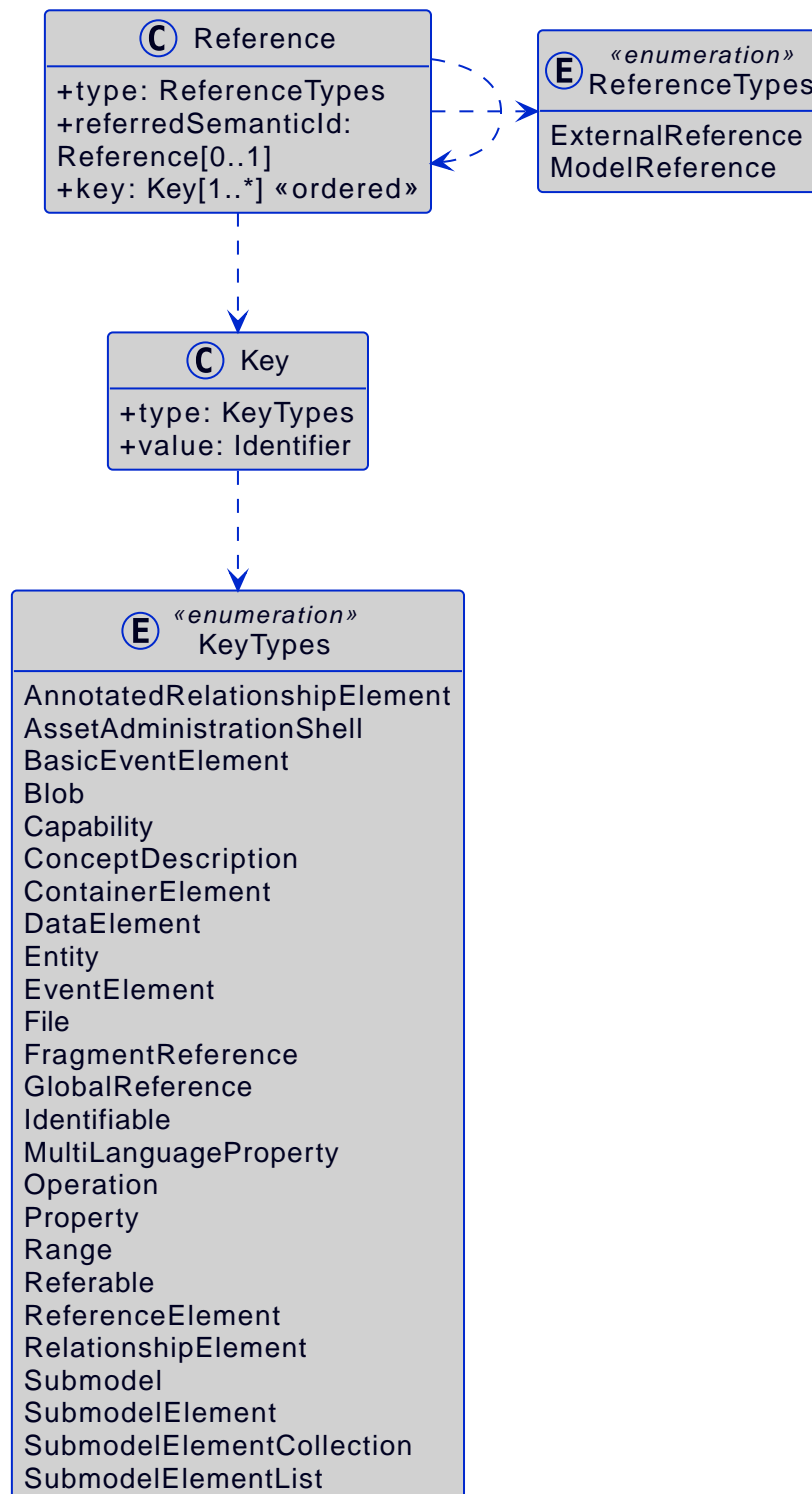 C Reference
+type: ReferenceTypes
+referredSemanticId:
Reference[0..1]
+key: Key[1..*] «ordered»
«enumeration»
E ReferenceTypes
ExternalReference
ModelReference
C Key
+type: KeyTypes
+value: Identifier
«enumeration»
E KeyTypes
AnnotatedRelationshipElement
AssetAdministrationShell
BasicEventElement
Blob
Capability
ConceptDescription
ContainerElement
DataElement
Entity
EventElement
File
FragmentReference
GlobalReference
Identifiable
MultiLanguageProperty
Operation
Property
Range
Referable
ReferenceElement
RelationshipElement
Submodel
SubmodelElement
SubmodelElementCollection
SubmodelElementList